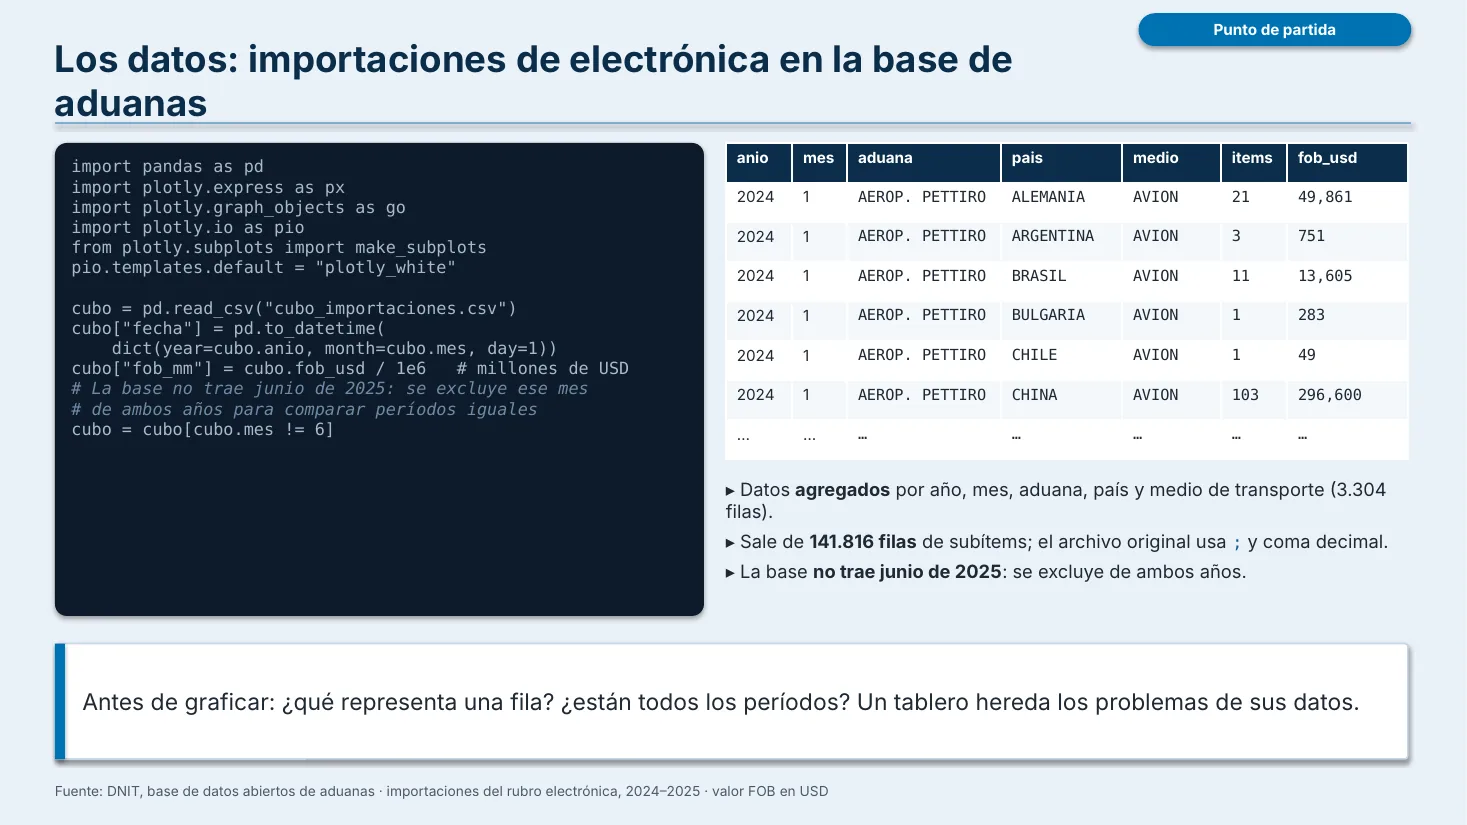 Punto de partida
Los datos: importaciones de electrónica en la base de
aduanas
import pandas as pd
import plotly.express as px
import plotly.graph_objects as go
import plotly.io as pio
from plotly.subplots import make_subplots
pio.templates.default = "plotly_white"

cubo = pd.read_csv("cubo_importaciones.csv")
cubo["fecha"] = pd.to_datetime(
    dict(year=cubo.anio, month=cubo.mes, day=1))
cubo["fob_mm"] = cubo.fob_usd / 1e6   # millones de USD
# La base no trae junio de 2025: se excluye ese mes
# de ambos años para comparar períodos iguales
cubo = cubo[cubo.mes != 6]
anio mes aduana pais medio items fob_usd
2024 1 AEROP. PETTIRO ALEMANIA AVION 21 49,861
2024 1 AEROP. PETTIRO ARGENTINA AVION 3 751
2024 1 AEROP. PETTIRO BRASIL AVION 11 13,605
2024 1 AEROP. PETTIRO BULGARIA AVION 1 283
2024 1 AEROP. PETTIRO CHILE AVION 1 49
2024 1 AEROP. PETTIRO CHINA AVION 103 296,600
… … … … … … …
▸ Datos agregados por año, mes, aduana, país y medio de transporte (3.304
filas).
▸ Sale de 141.816 filas de subítems; el archivo original usa ; y coma decimal.
▸ La base no trae junio de 2025: se excluye de ambos años.
Antes de graficar: ¿qué representa una fila? ¿están todos los períodos? Un tablero hereda los problemas de sus datos.
Fuente: DNIT, base de datos abiertos de aduanas · importaciones del rubro electrónica, 2024–2025 · valor FOB en USD